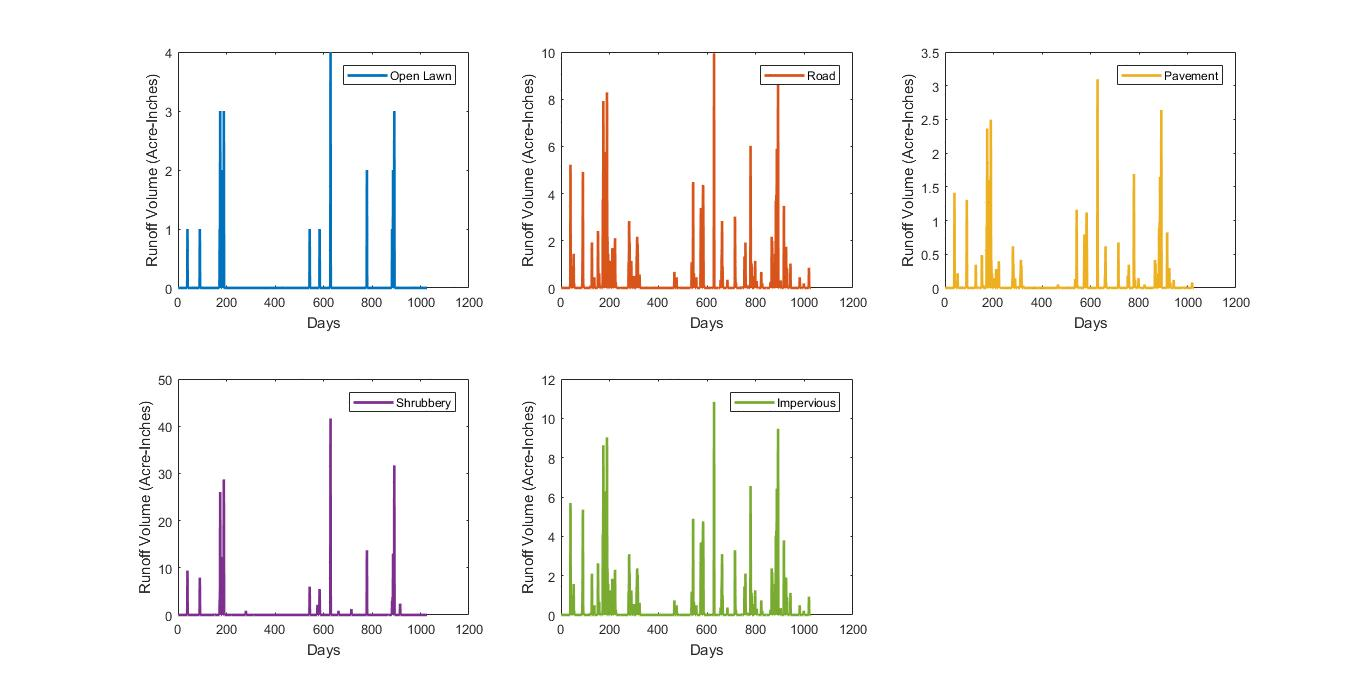 4
3
2
1
0
0 200 400 600 800 1000 1200
Days
Runoff Volume (Acre-Inches)
Open Lawn
10
8
6
4
2
0
0 200 400 600 800 1000 1200
Days
Runoff Volume (Acre-Inches)
Road
3.5
3
2.5
2
1.5
1
0.5
0
0 200 400 600 800 1000 1200
Days
Runoff Volume (Acre-Inches)
Pavement
50
40
30
20
10
0
0 200 400 600 800 1000 1200
Days
Runoff Volume (Acre-Inches)
Shrubbery
12
10
8
6
4
2
0
0 200 400 600 800 1000 1200
Days
Runoff Volume (Acre-Inches)
Impervious